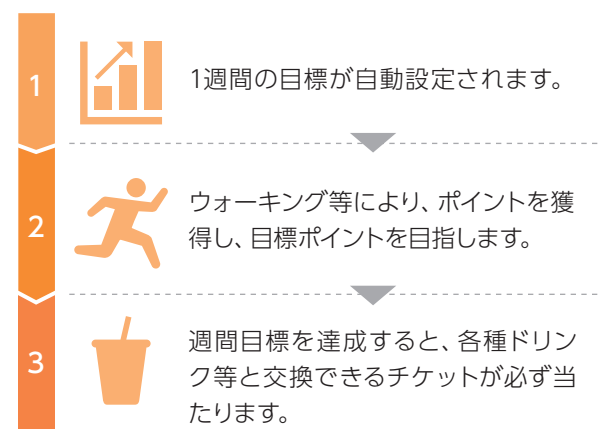 1
1週間の目標が自動設定されます。
2
ウォーキング等により、ポイントを獲
得し、目標ポイントを目指します。
3
週間目標を達成すると、各種ドリン
ク等と交換できるチケットが必ず当
たります。